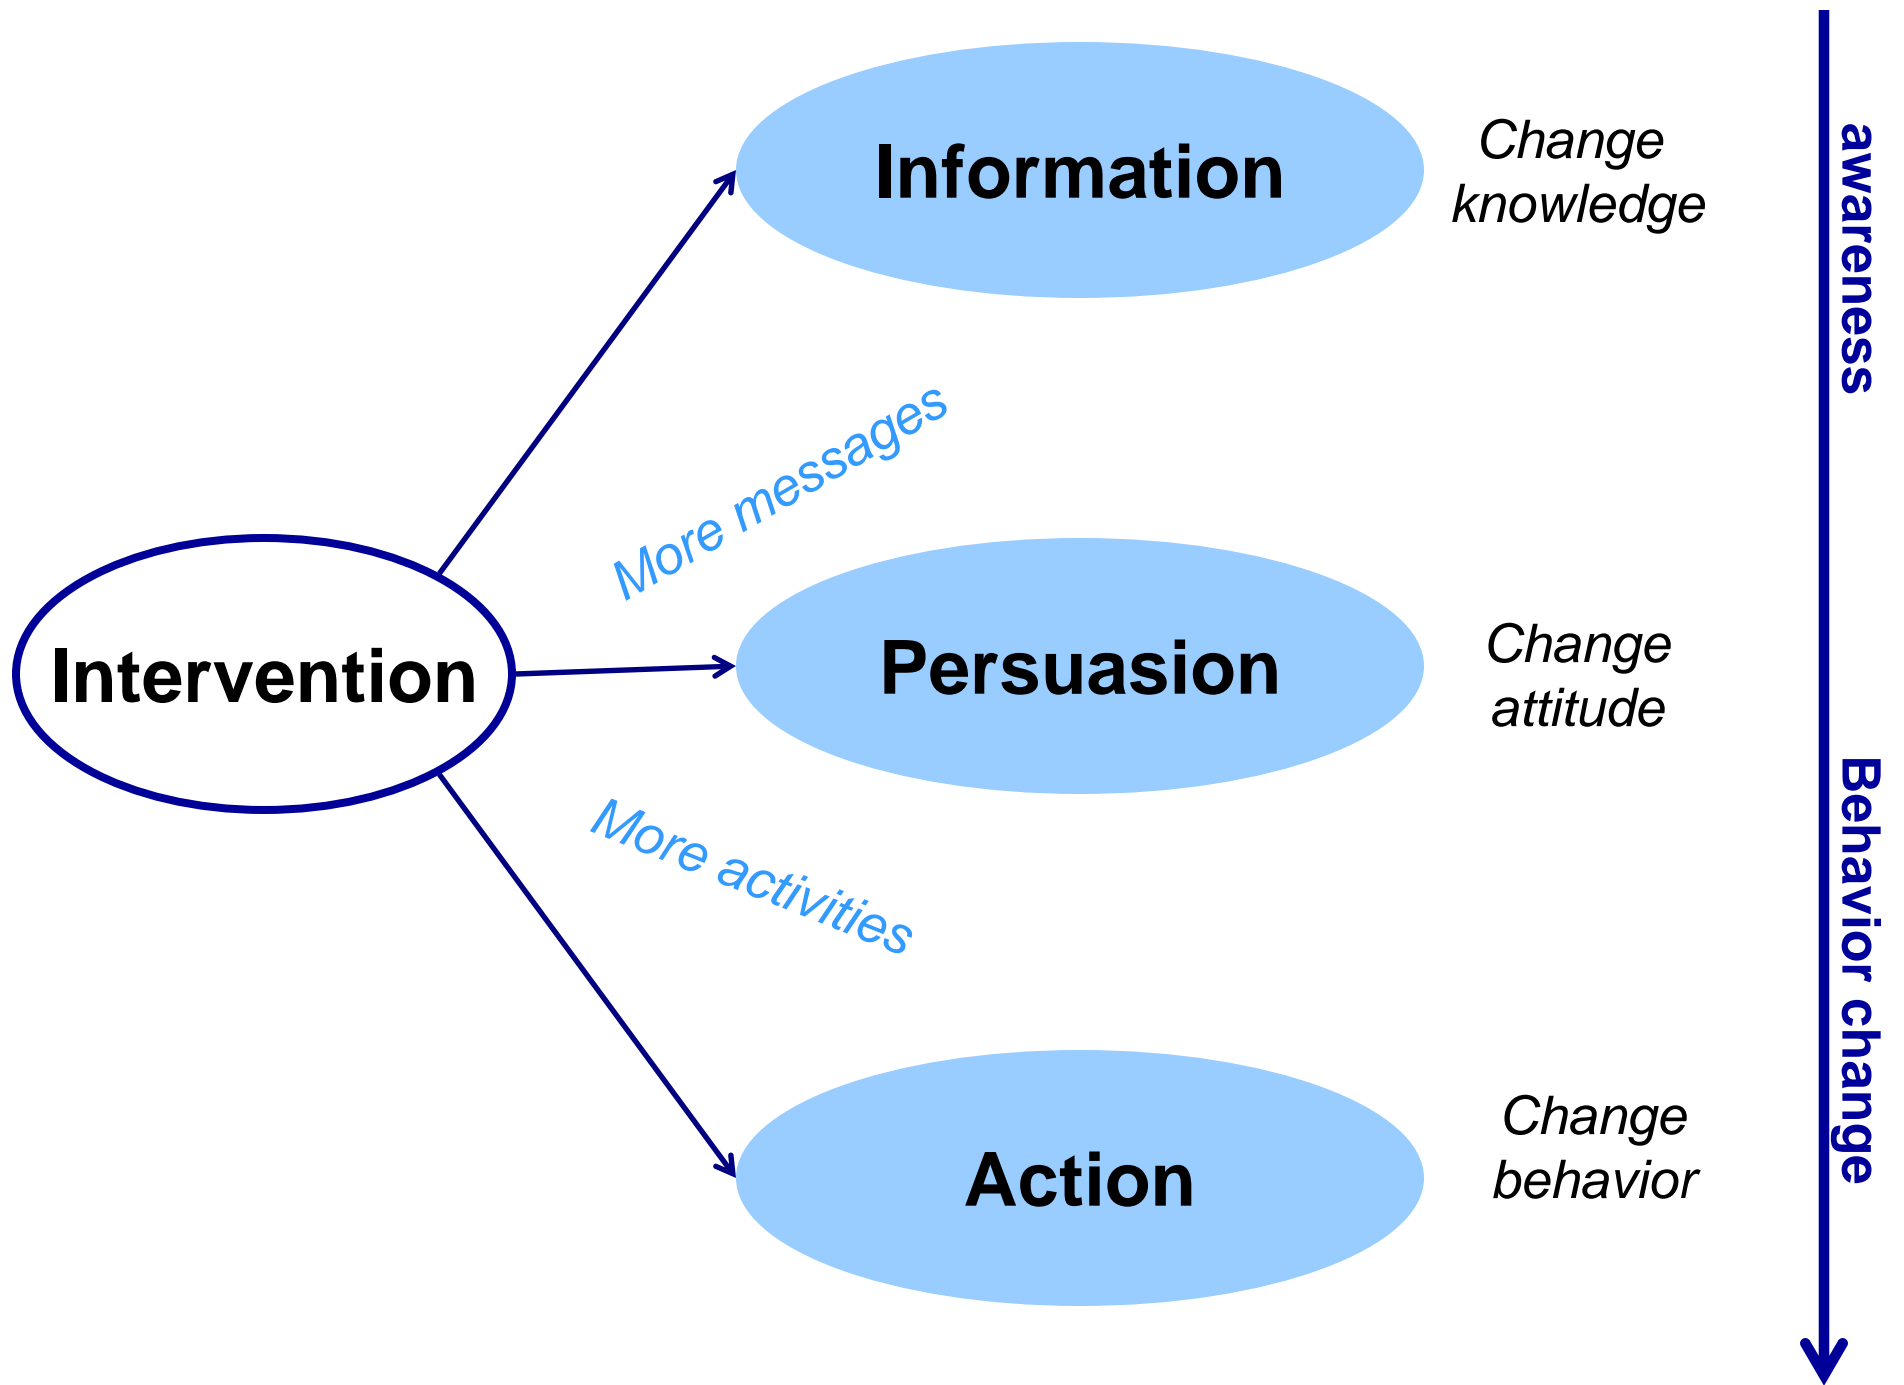 Information
Change
knowledge
awareness
More messages
Intervention
Persuasion
Change
attitude
More activities
Behavior change
Action
Change
behavior